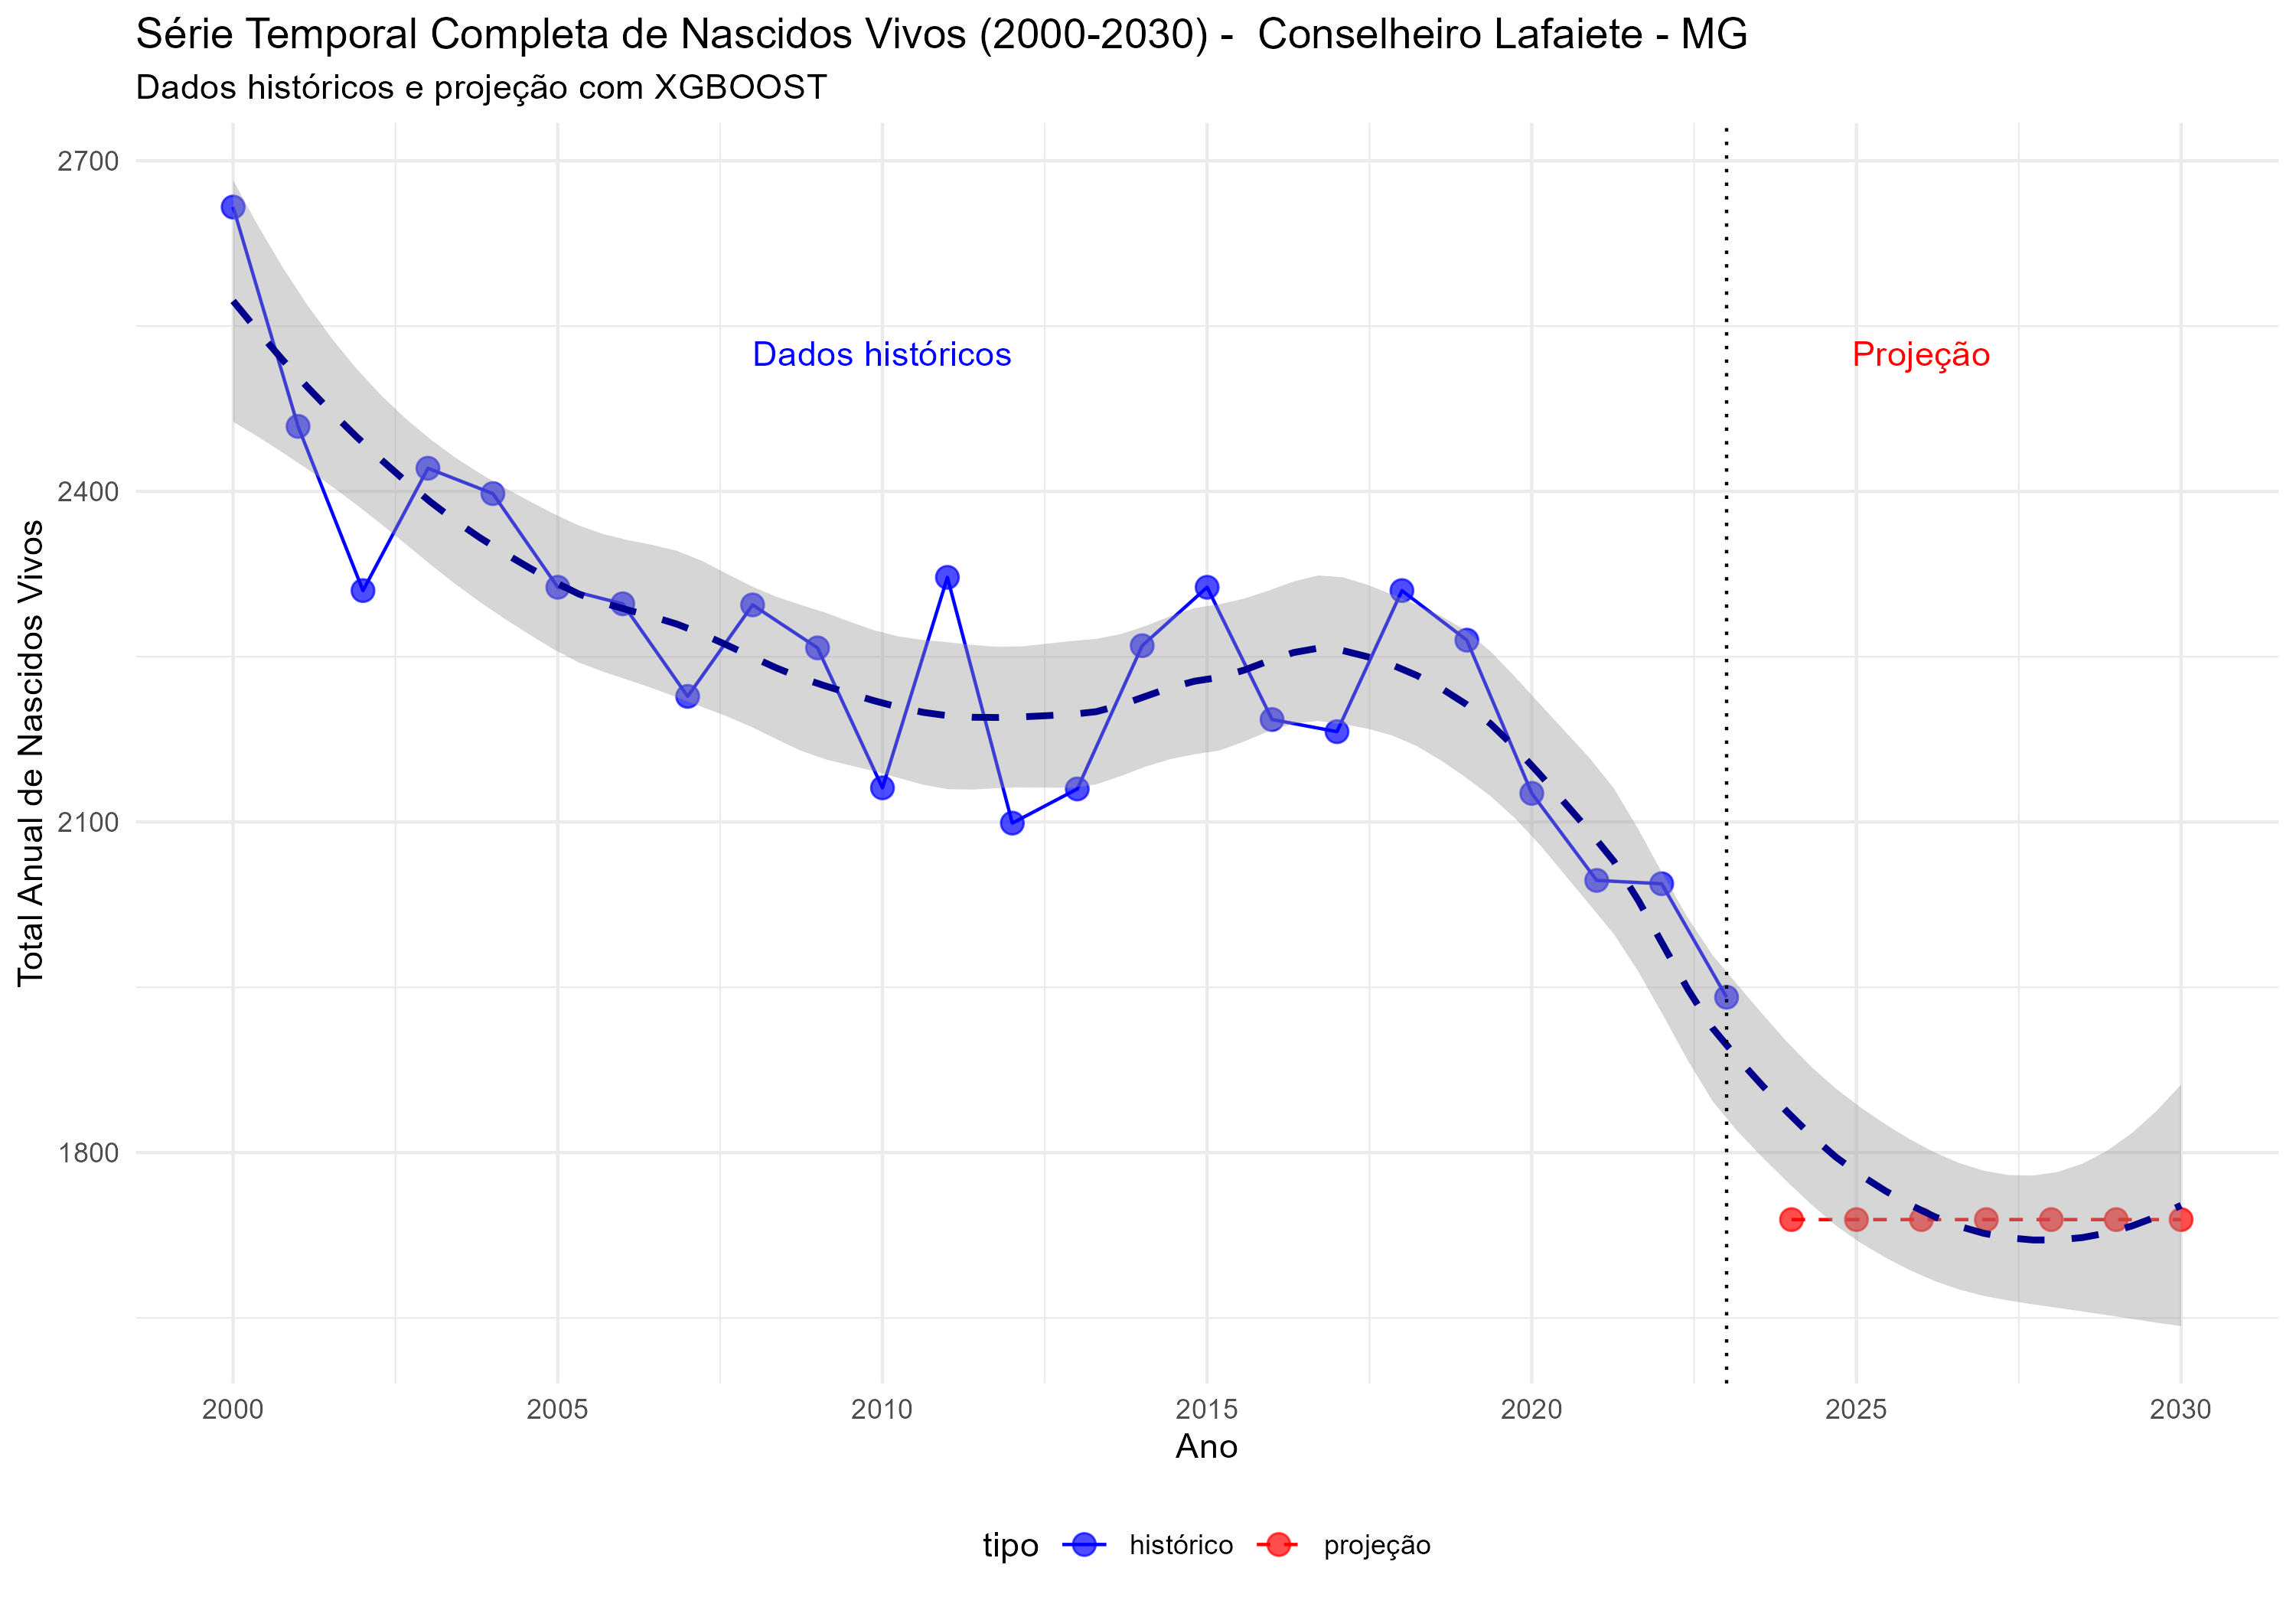 Série Temporal Completa de Nascidos Vivos (2000-2030) -  Conselheiro Lafaiete - MG
Dados históricos e projeção com XGBOOST
Total Anual de Nascidos Vivos
2700
2400
2100
1800
Dados históricos
Projeção
2000 2005 2010 2015 2020 2025 2030
Ano
tipo histórico projeção